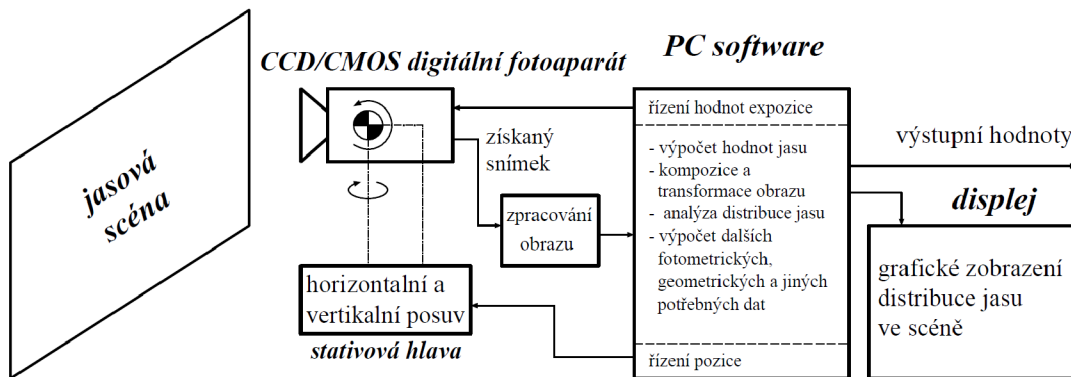 jasová
scéna
CCD/CMOS digitální fotoaparát
získaný
snímek
zpracování
obrazu
horizontalní a
vertikalní posuv
stativová hlava
PC software
řízení hodnot expozice
- výpočet hodnot jasu
- kompozice a
transformace obrazu
- analýza distribuce jasu
- výpočet dalších
fotometrických,
geometrických a jiných
potřebných dat
řízení pozice
výstupní hodnoty
displej
grafické zobrazení
distribuce jasu
ve scéně